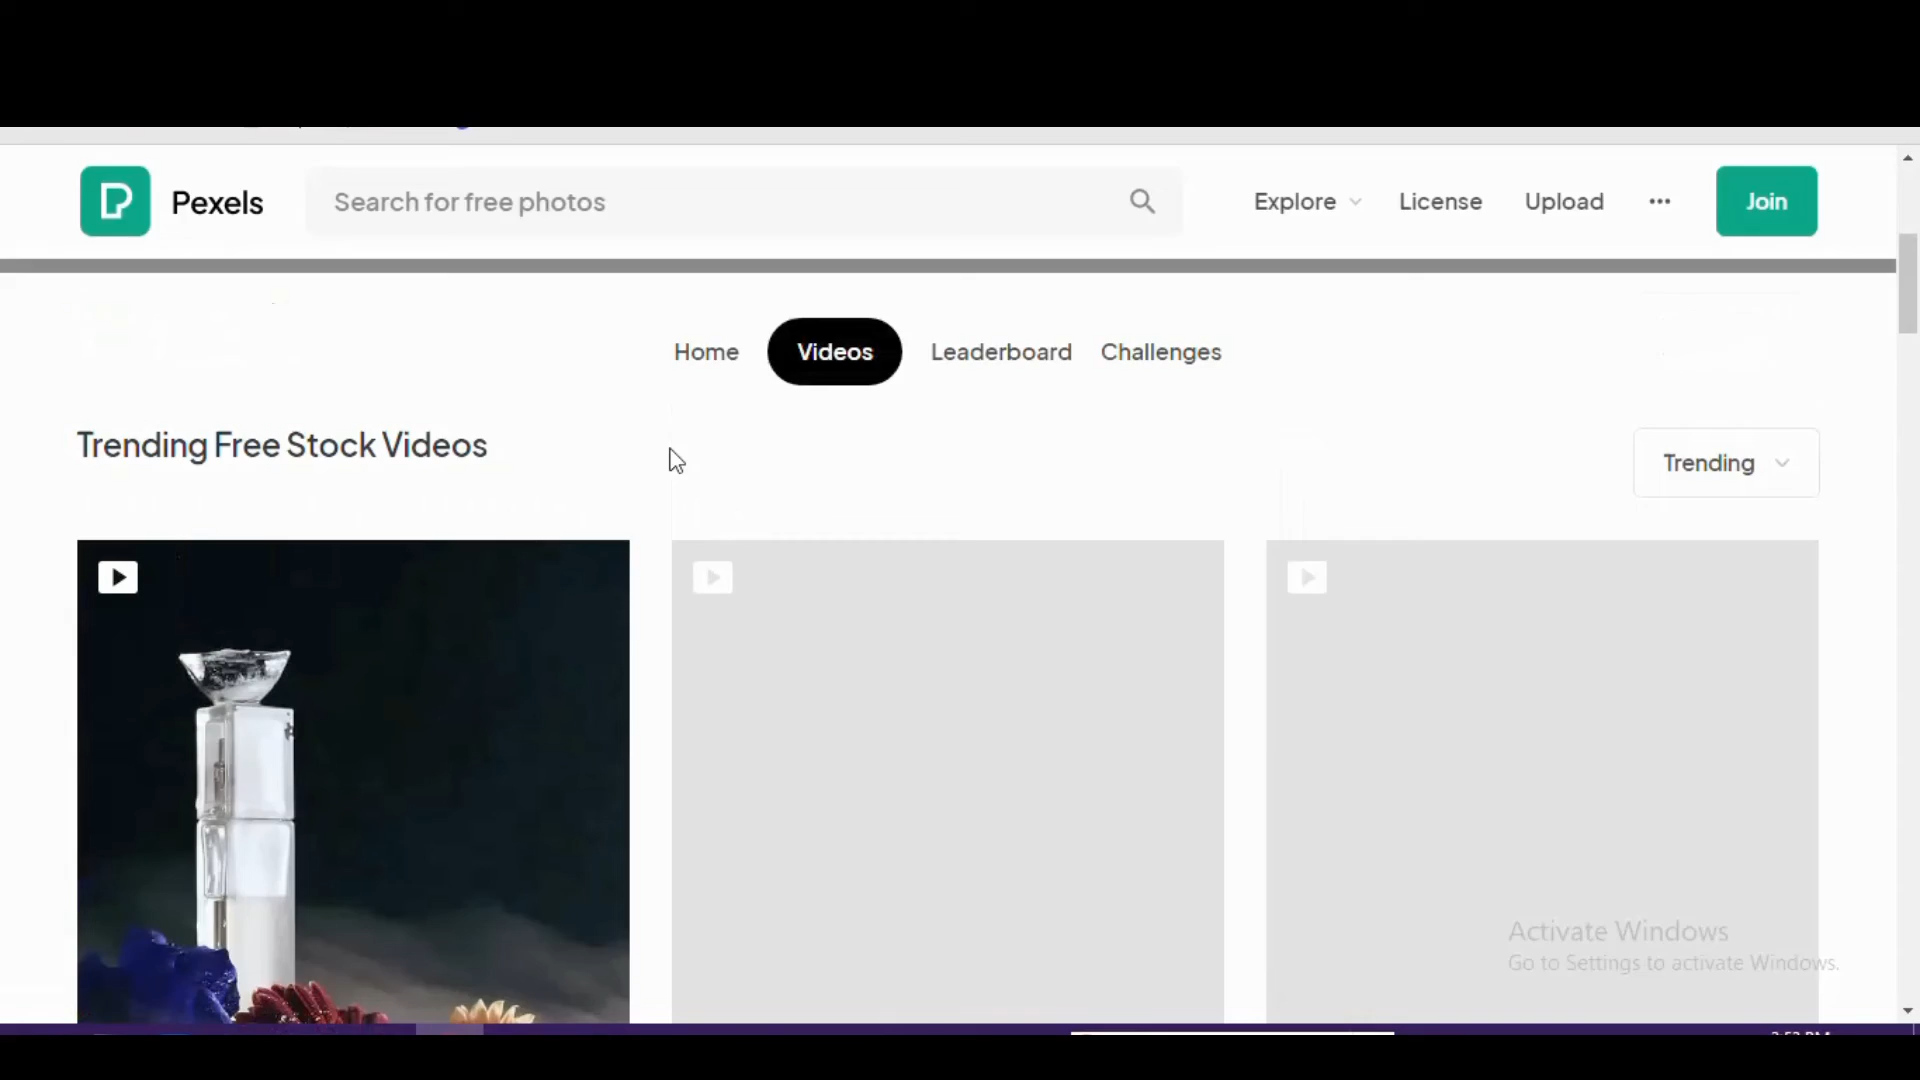 Pexels
Search for free photos
Explore
License
Upload
Join
Home
Videos
Leaderboard
Challenges
Trending Free Stock Videos
Trending
Activate Windows
Go to Settings to activate Windows.